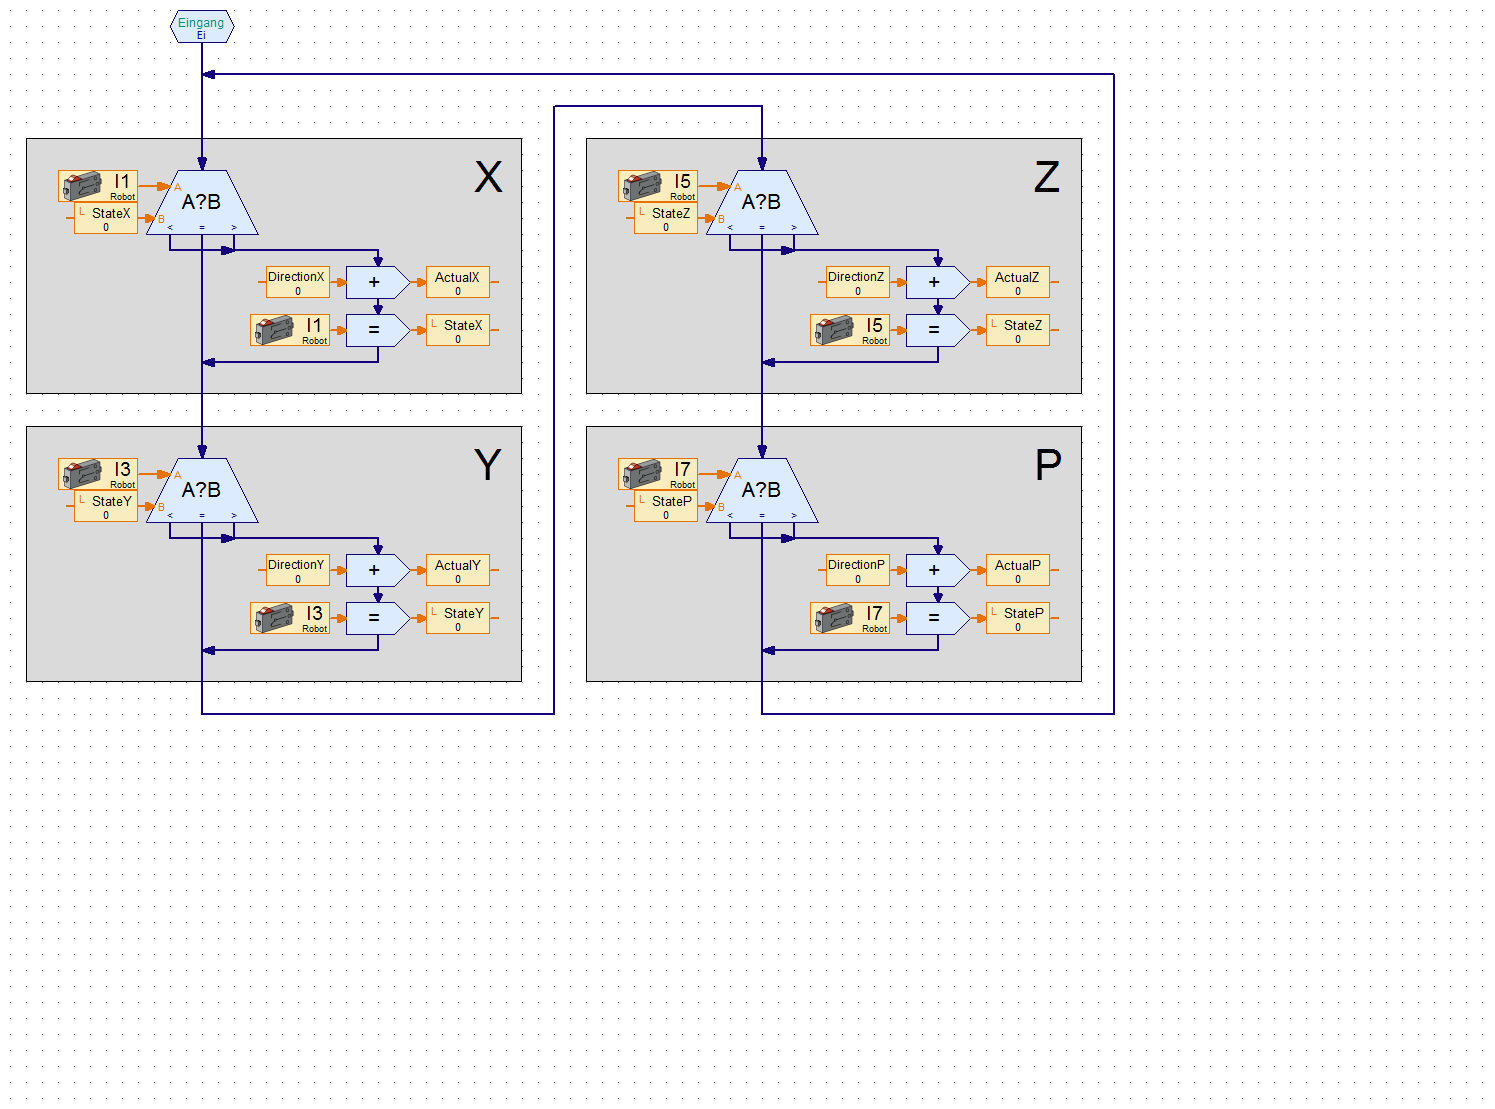 Eingang
Ei
X
I1
Robot
A
A?B
L StateX
0
B
< = >
DirectionX
0
+
ActualX
0
I1
Robot
=
L StateX
0
Y
I3
Robot
A
A?B
L StateY
0
B
< = >
DirectionY
0
+
ActualY
0
I3
Robot
=
L StateY
0
Z
I5
Robot
A
A?B
L StateZ
0
B
< = >
DirectionZ
0
+
ActualZ
0
I5
Robot
=
L StateZ
0
P
I7
Robot
A
A?B
L StateP
0
B
< = >
DirectionP
0
+
ActualP
0
I7
Robot
=
L StateP
0